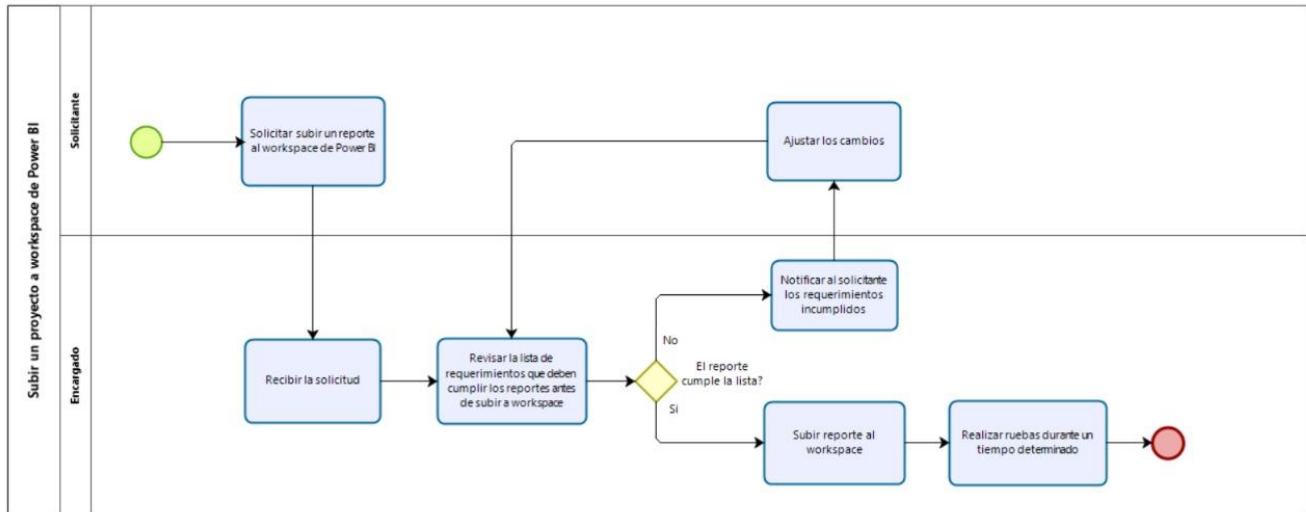 Subir un proyecto a workspace de Power BI
Solicitante
Solicitar subir un reporte
al workspace de Power BI
Ajustar los cambios
Encargado
Recibir la solicitud
Revisar la lista de
requerimientos que deben
cumplir los reportes antes
de subir a workspace
No
El reporte
cumple la lista?
Si
Notificar al solicitante
los requerimientos
incumplidos
Subir reporte al
workspace
Realizar ruebas durante un
tiempo determinado